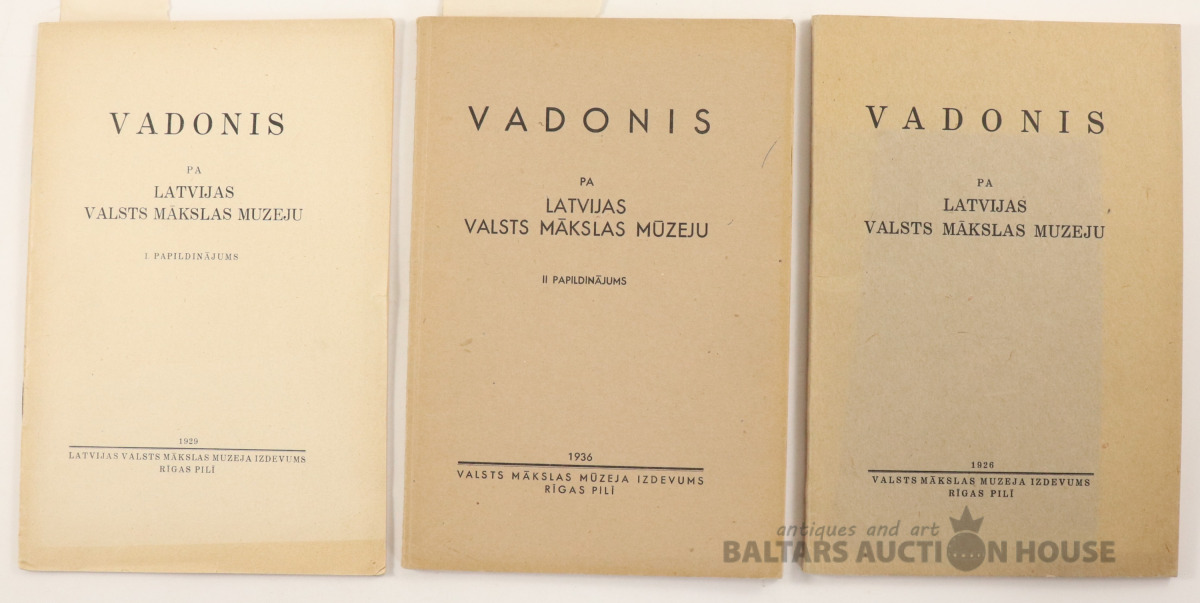 VADONIS
PA
LATVIJAS
VALSTS MĀKSLAS MUZEJU
I PAPILDINĀJUMS
1929
LATVIJAS VALSTS MĀKSLAS MUZEJA IZDEVUMS
RĪGAS PILĪ
VADONIS
PA
LATVIJAS
VALSTS MĀKSLAS MŪZEJU
II PAPILDINĀJUMS
1936
VALSTS MĀKSLAS MŪZEJA IZDEVUMS
RĪGAS PILĪ
VADONIS
PA
LATVIJAS
VALSTS MĀKSLAS MUZEJU
1926
VALSTS MĀKSLAS MUZEJA IZDEVUMS
RĪGAS PILĪ
antiques and art
BALTARS AUCTION HOUSE